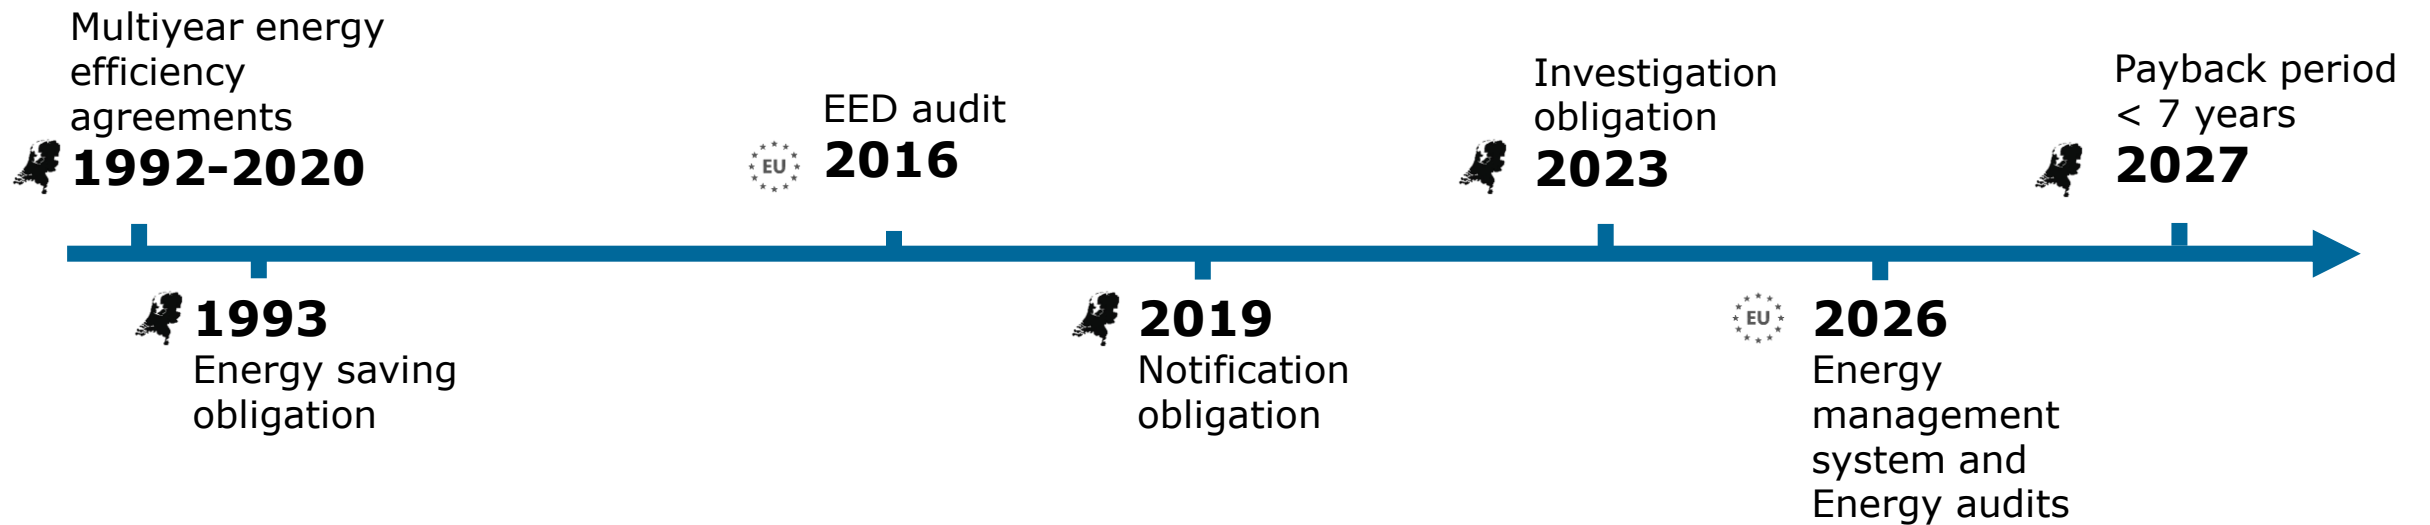 Multiyear energy
efficiency
agreements
1992-2020
1993
Energy saving
obligation
EED audit
EU
2016
2019
Notification
obligation
Investigation
obligation
2023
EU
2026
Energy
management
system and
Energy audits
Payback period
< 7 years
2027